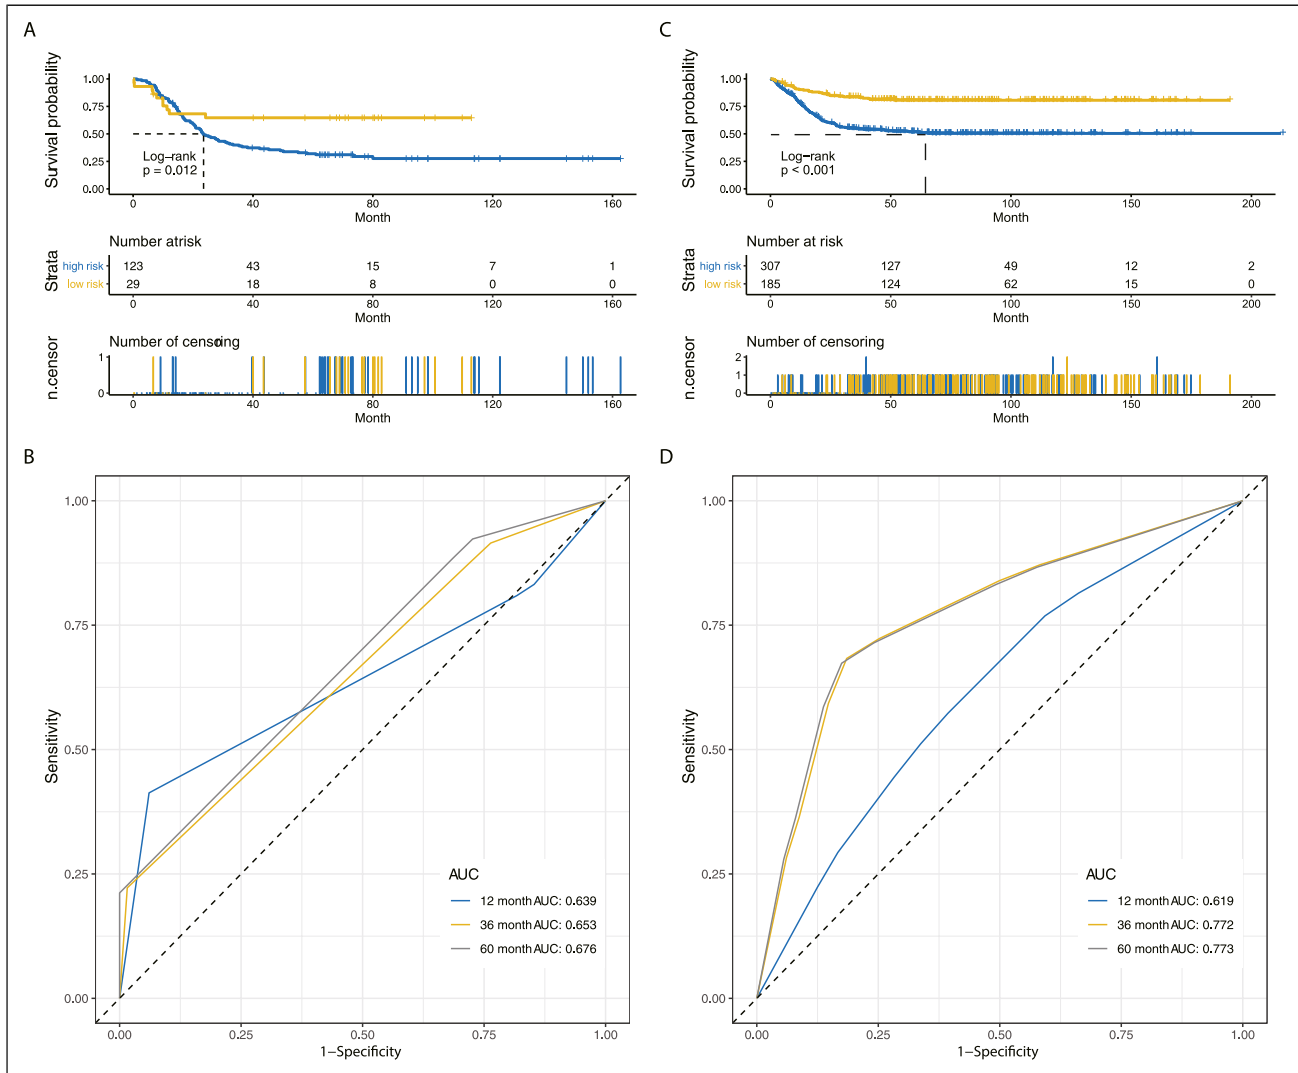 A
Survival probability
1.00
0.75
0.50
0.25
0.00
Log-rank
p = 0.012
0 40 80 120 160
Month
Number atrisk
Strata
high risk 123 43 15 7 1
low risk 29 18 8 0 0
0 40 80 120 160
Month
Number of censoring
n.censor
1
0
0 40 80 120 160
Month
C
Survival probability
1.00
0.75
0.50
0.25
0.00
Log-rank
p < 0.001
0 50 100 150 200
Month
Number at risk
Strata
high risk 307 127 49 12 2
low risk 185 124 62 15 0
0 50 100 150 200
Month
Number of censoring
n.censor
2
1
0
0 50 100 150 200
Month
B
Sensitivity
1.00
0.75
0.50
0.25
0.00
AUC
12 month AUC: 0.639
36 month AUC: 0.653
60 month AUC: 0.676
0.00 0.25 0.50 0.75 1.00
1-Specificity
D
Sensitivity
1.00
0.75
0.50
0.25
0.00
AUC
12 month AUC: 0.619
36 month AUC: 0.772
60 month AUC: 0.773
0.00 0.25 0.50 0.75 1.00
1-Specificity